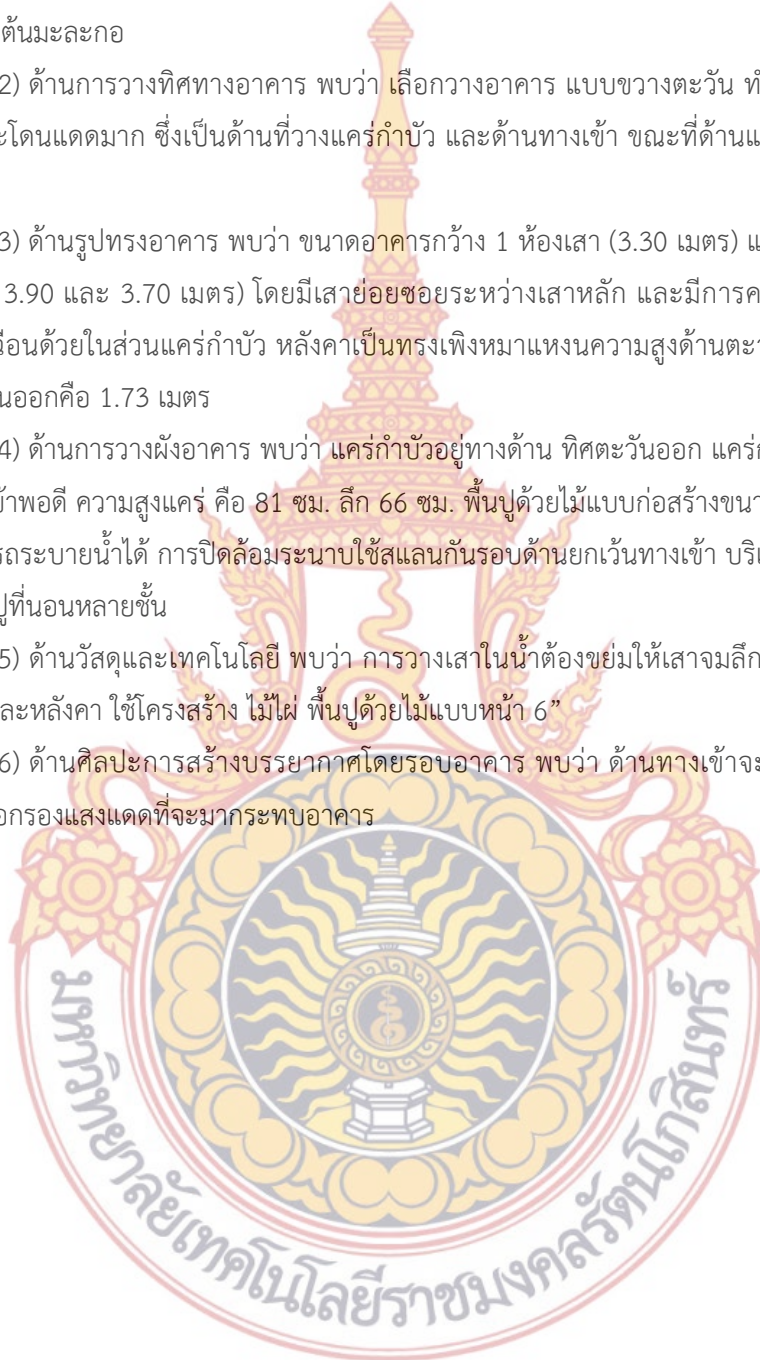 ต้นมะละกอ
2) ด้านการวางทิศทางอาคาร พบว่า เลือกวางอาคาร แบบขวางตะวัน ทำ
ะโดนแดดมาก ซึ่งเป็นด้านที่วางแคร่กำบัว และด้านทางเข้า ขณะที่ด้านแ
3) ด้านรูปทรงอาคาร พบว่า ขนาดอาคารกว้าง 1 ห้องเสา (3.30 เมตร) แ
3.90 และ 3.70 เมตร) โดยมีเสาย่อยซอยระหว่างเสาหลัก และมีการค
ฉือนด้วยในส่วนแคร่กำบัว หลังคาเป็นทรงเพิงหมาแหงนความสูงด้านตะว
นออกคือ 1.73 เมตร
4) ด้านการวางผังอาคาร พบว่า แคร่กำบัวอยู่ทางด้าน ทิศตะวันออก แคร่ก
ข้าพอดี ความสูงแคร่ คือ 81 ซม. ลึก 66 ซม. พื้นปูด้วยไม้แบบก่อสร้างขนา
รถระบายน้ำได้ การปิดล้อมระนาบใช้สแลนกันรอบด้านยกเว้นทางเข้า บริเ
ปูที่นอนหลายชั้น
5) ด้านวัสดุและเทคโนโลยี พบว่า การวางเสาในน้ำต้องขย่มให้เสาจมลึก
ละหลังคา ใช้โครงสร้าง ไม้ไผ่ พื้นปูด้วยไม้แบบหน้า 6”
6) ด้านศิลปะการสร้างบรรยากาศโดยรอบอาคาร พบว่า ด้านทางเข้าจะ
อกรองแสงแดดที่จะมากระทบอาคาร
มหาวิทยาลัยเทคโนโลยีราชมงคลรัตนโกสินทร์